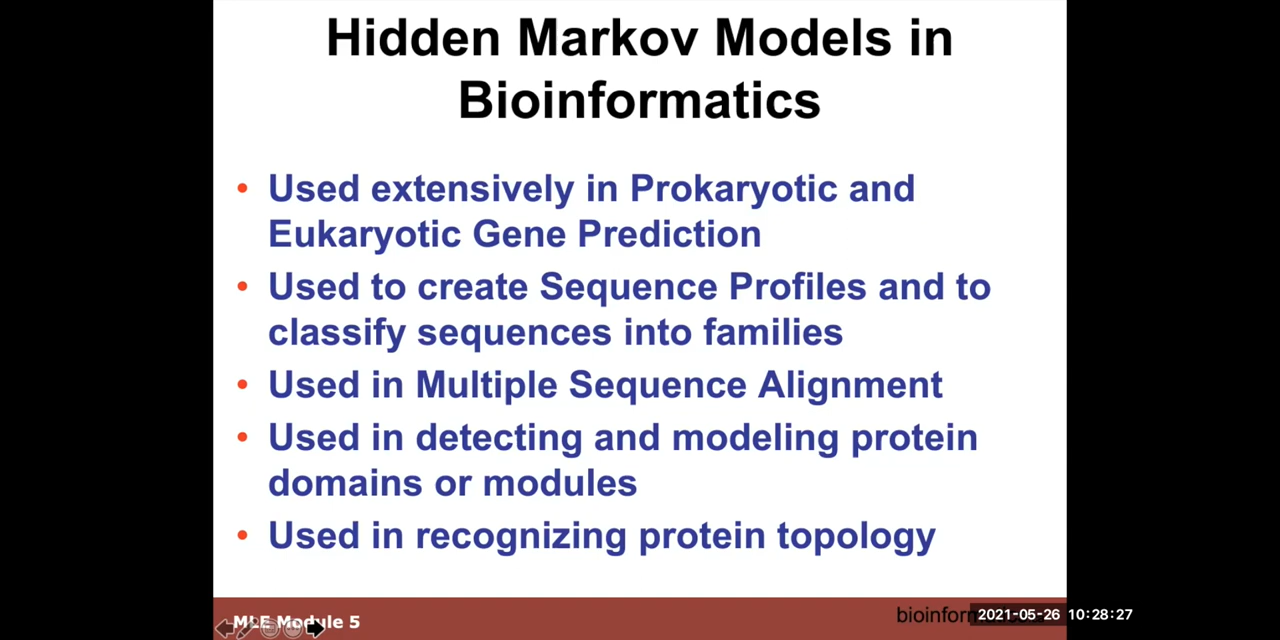 Hidden Markov Models in
Bioinformatics
• Used extensively in Prokaryotic and
Eukaryotic Gene Prediction
• Used to create Sequence Profiles and to
classify sequences into families
• Used in Multiple Sequence Alignment
• Used in detecting and modeling protein
domains or modules
• Used in recognizing protein topology
MLE Module 5
2021-05-26 10:28:27